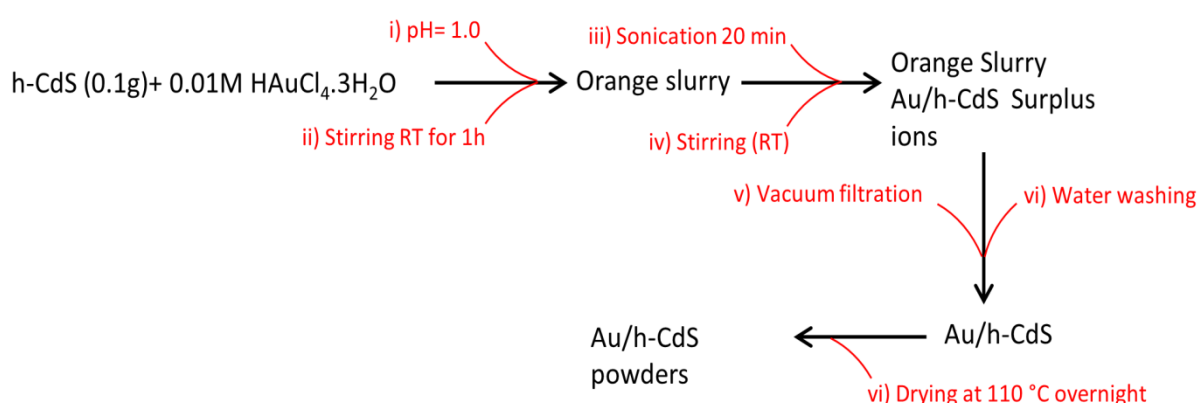 i) pH= 1.0
iii) Sonication 20 min
h-CdS (0.1g)+ 0.01M HAuCl₄.3H₂O
Orange slurry
Orange Slurry
Au/h-CdS Surplus
ions
ii) Stirring RT for 1h
iv) Stirring (RT)
v) Vacuum filtration
vi) Water washing
Au/h-CdS
Au/h-CdS
powders
vi) Drying at 110 °C overnight